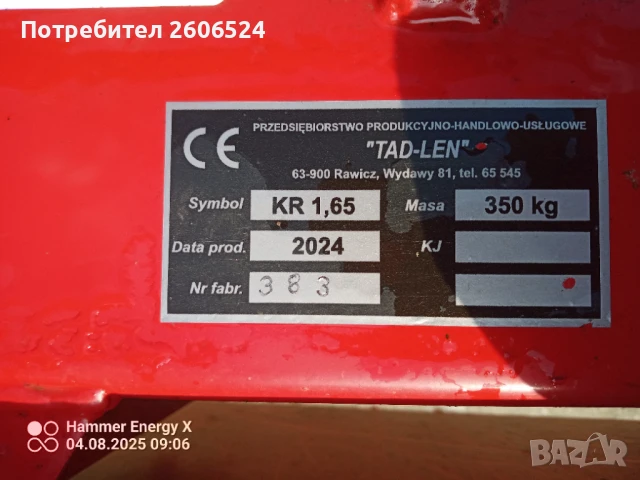 Потребител 2606524
CE
PRZEDSIĘBIORSTWO PRODUKCYJNO-HANDLOWO-USŁUGOWE
"TAD-LEN"
63-900 Rawicz, Wydawy 81, tel. 65 545
Symbol KR 1,65 Masa 350 kg
Data prod. 2024 KJ
Nr fabr. 383
Hammer Energy X
04.08.2025 09:06
BAZAR